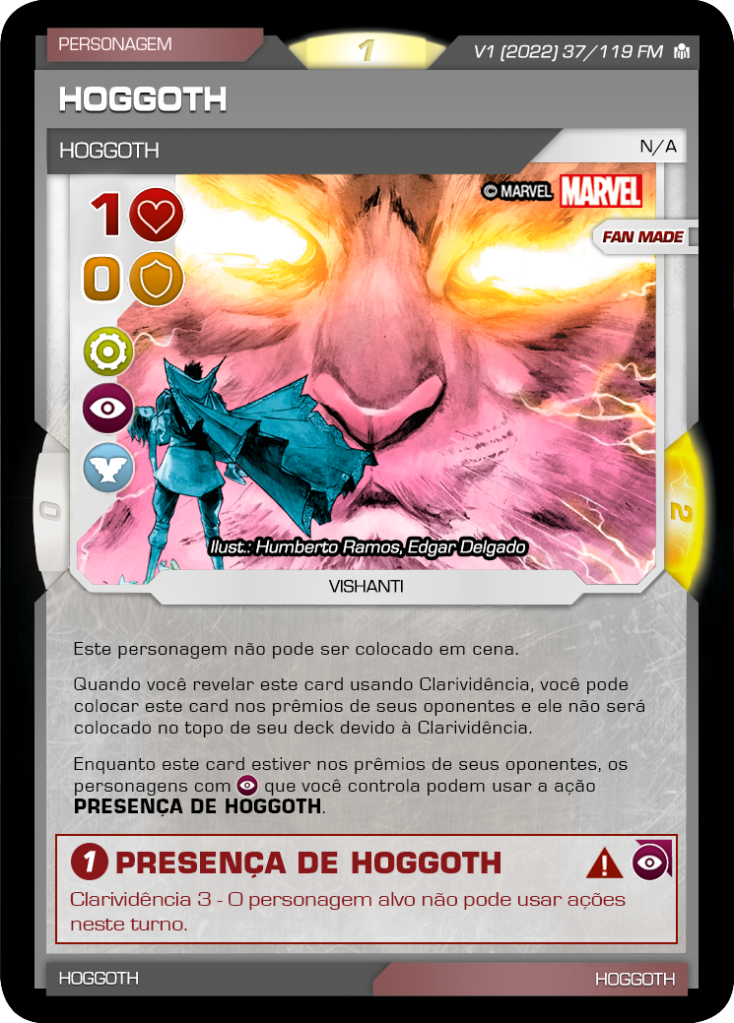 PERSONAGEM
1
V1 (2022) 37/119 FM
HOGGOTH
HOGGOTH
N/A
© MARVEL MARVEL
1
FAN MADE
0
0
2
Ilust.: Humberto Ramos, Edgar Delgado
VISHANTI
Este personagem não pode ser colocado em cena.
Quando você revelar este card usando Clarividência, você pode
colocar este card nos prêmios de seus oponentes e ele não será
colocado no topo de seu deck devido à Clarividência.
Enquanto este card estiver nos prêmios de seus oponentes, os
personagens com que você controla podem usar a ação
PRESENÇA DE HOGGOTH.
1 PRESENÇA DE HOGGOTH
Clarividência 3 - O personagem alvo não pode usar ações
neste turno.
HOGGOTH
HOGGOTH